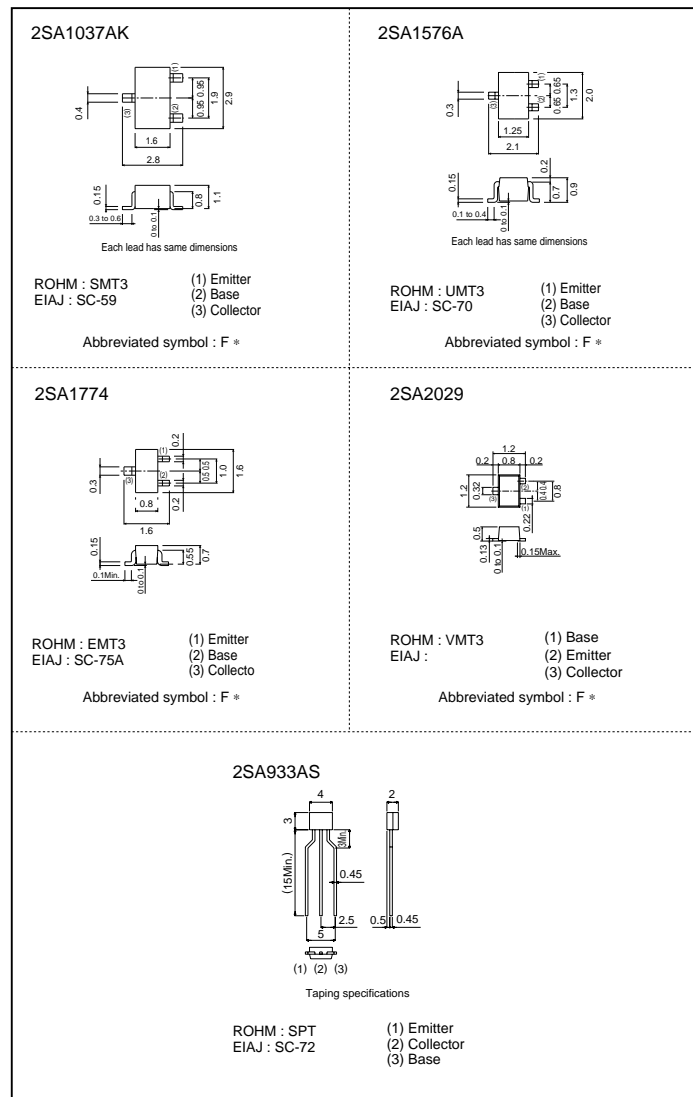 2SA1037AK
(1)
(2)
(3)
0.4
0.95 0.95
1.9
2.9
1.6
2.8
0.15
0.3 to 0.6
0 to 0.1
0.8
1.1
Each lead has same dimensions
ROHM : SMT3
EIAJ : SC-59
(1) Emitter
(2) Base
(3) Collector
Abbreviated symbol : F *
2SA1576A
(1)
(2)
(3)
0.3
0.65 0.65
1.3
2.0
1.25
2.1
0.2
0.15
0.1 to 0.4
0 to 0.1
0.7
0.9
Each lead has same dimensions
ROHM : UMT3
EIAJ : SC-70
(1) Emitter
(2) Base
(3) Collector
Abbreviated symbol : F *
2SA1774
0.2
(1)
(2)
(3)
0.3
0.5 0.5
1.0
1.6
0.8
0.2
1.6
0.15
0.1Min.
0 to 0.1
0.55
0.7
ROHM : EMT3
EIAJ : SC-75A
(1) Emitter
(2) Base
(3) Collecto
Abbreviated symbol : F *
2SA2029
1.2
0.2 0.8 0.2
1.2
0.32
(3)
(2)
(1)
0.4 0.4
0.8
0.22
0.5
0.13
0 to 0.1
0.15Max.
ROHM : VMT3
EIAJ :
(1) Base
(2) Emitter
(3) Collector
Abbreviated symbol : F *
2SA933AS
4
2
3
3Min.
(15Min.)
0.45
2.5
5
0.5 0.45
(1) (2) (3)
Taping specifications
ROHM : SPT
EIAJ : SC-72
(1) Emitter
(2) Collector
(3) Base